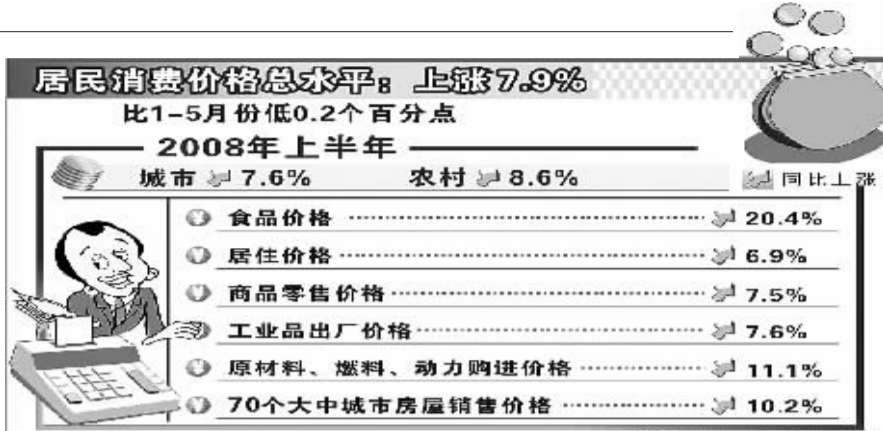 居民消费价格总水平：上涨7.9%
比1-5月份低0.2个百分点
2008年上半年
城市 7.6% 农村 8.6% 同比上涨
食品价格 20.4%
居住价格 6.9%
商品零售价格 7.5%
工业品出厂价格 7.6%
原材料、燃料、动力购进价格 11.1%
70个大中城市房屋销售价格 10.2%